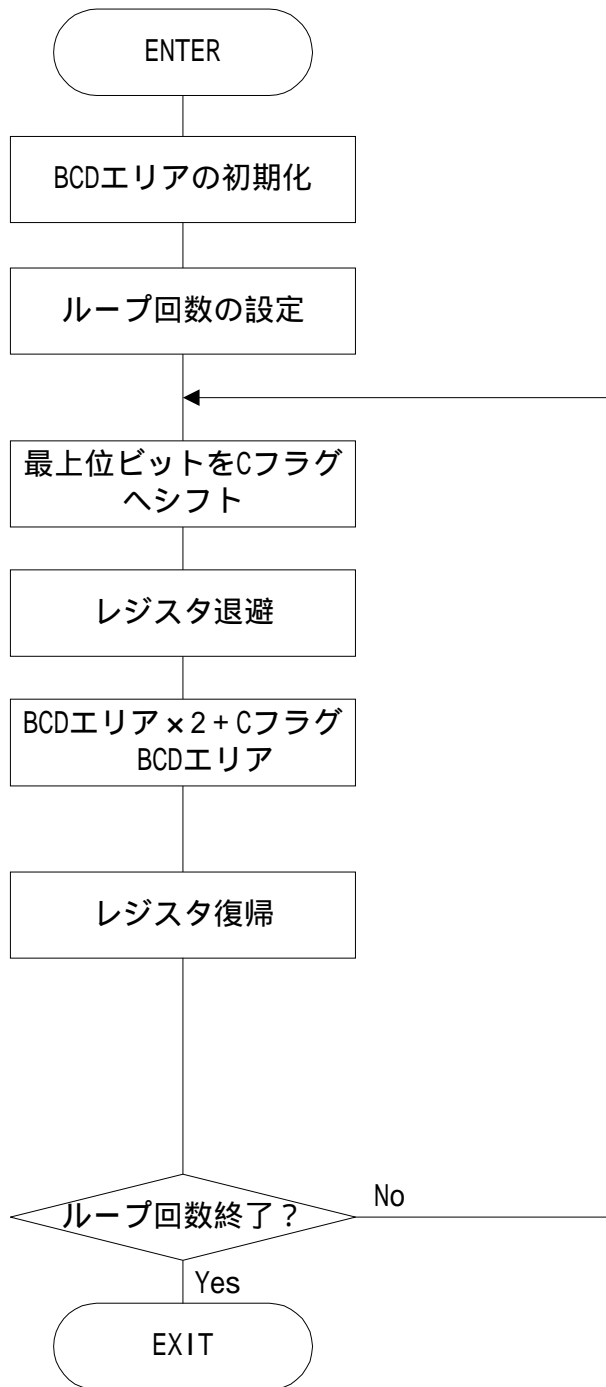 ENTER
BCDエリアの初期化
ループ回数の設定
最上位ビットをCフラグ
へシフト
レジスタ退避
BCDエリア×2+Cフラグ
BCDエリア
レジスタ復帰
ループ回数終了?
No
Yes
EXIT